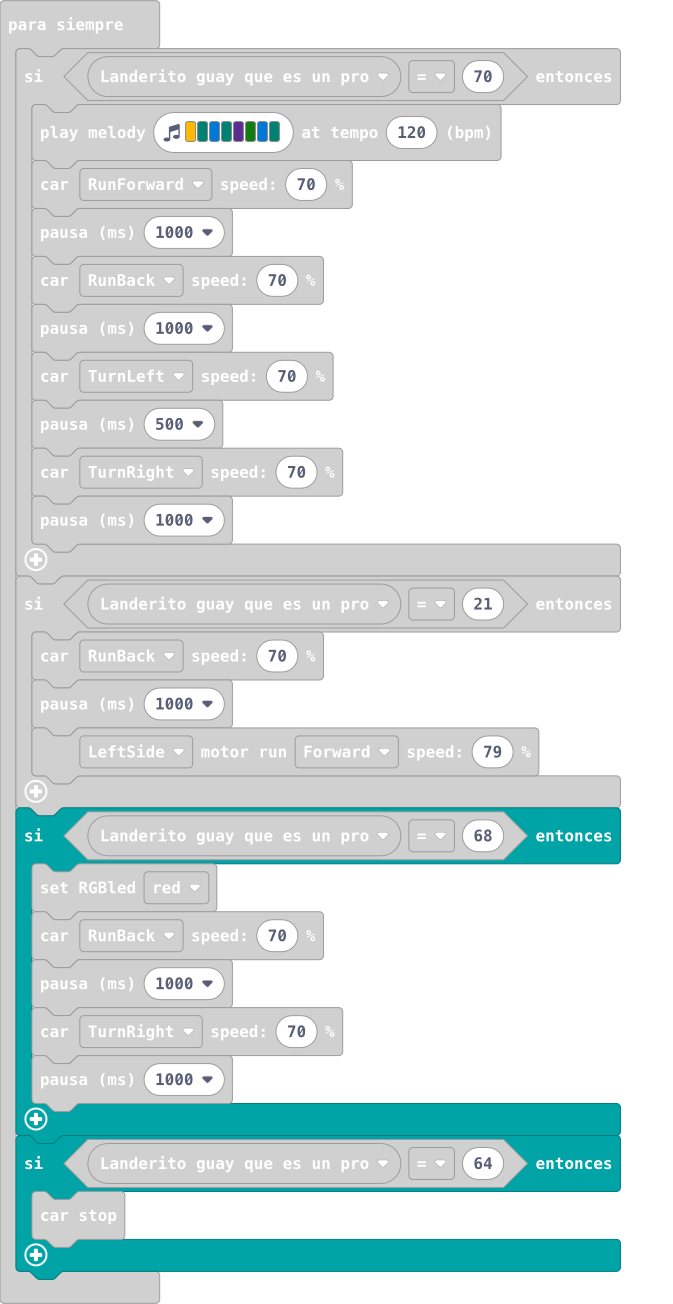 para siempre
si Landerito guay que es un pro = 70 entonces
play melody at tempo 120 (bpm)
car RunForward speed: 70 %
pausa (ms) 1000
car RunBack speed: 70 %
pausa (ms) 1000
car TurnLeft speed: 70 %
pausa (ms) 500
car TurnRight speed: 70 %
pausa (ms) 1000
si Landerito guay que es un pro = 21 entonces
car RunBack speed: 70 %
pausa (ms) 1000
LeftSide motor run Forward speed: 79 %
si Landerito guay que es un pro = 68 entonces
set RGBled red
car RunBack speed: 70 %
pausa (ms) 1000
car TurnRight speed: 70 %
pausa (ms) 1000
si Landerito guay que es un pro = 64 entonces
car stop